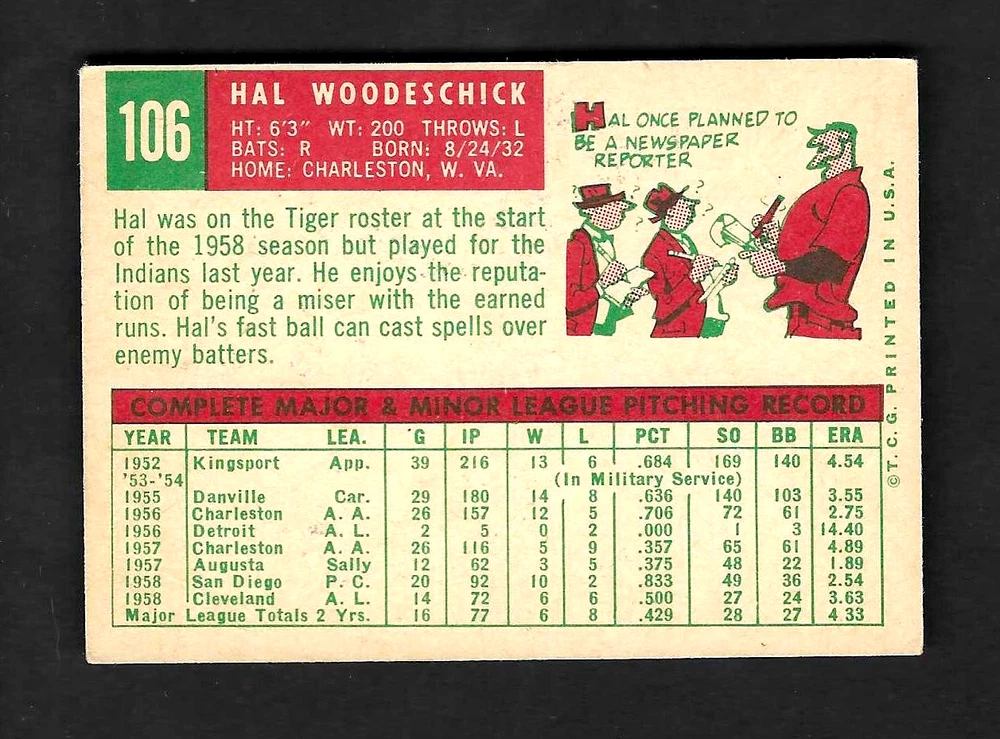 106
HAL WOODESCHICK
HT: 6'3" WT: 200 THROWS: L
BATS: R BORN: 8/24/32
HOME: CHARLESTON, W. VA.
HAL ONCE PLANNED TO
BE A NEWSPAPER
REPORTER
? ? ? ?
Hal was on the Tiger roster at the start
of the 1958 season but played for the
Indians last year. He enjoys the reputa-
tion of being a miser with the earned
runs. Hal's fast ball can cast spells over
enemy batters.
COMPLETE MAJOR & MINOR LEAGUE PITCHING RECORD
YEAR TEAM LEA. G IP W L PCT SO BB ERA
1952 Kingsport App. 39 216 13 6 .684 169 140 4.54
'53-'54 (In Military Service)
1955 Danville Car. 29 180 14 8 .636 140 103 3.55
1956 Charleston A. A. 26 157 12 5 .706 72 61 2.75
1956 Detroit A. L. 2 5 0 2 .000 1 3 14.40
1957 Charleston A. A. 26 116 5 9 .357 65 61 4.89
1957 Augusta Sally 12 62 3 5 .375 48 22 1.89
1958 San Diego P. C. 20 92 10 2 .833 49 36 2.54
1958 Cleveland A. L. 14 72 6 6 .500 27 24 3.63
Major League Totals 2 Yrs. 16 77 6 8 .429 28 27 4 33
©T. C. G. PRINTED IN U.S.A.